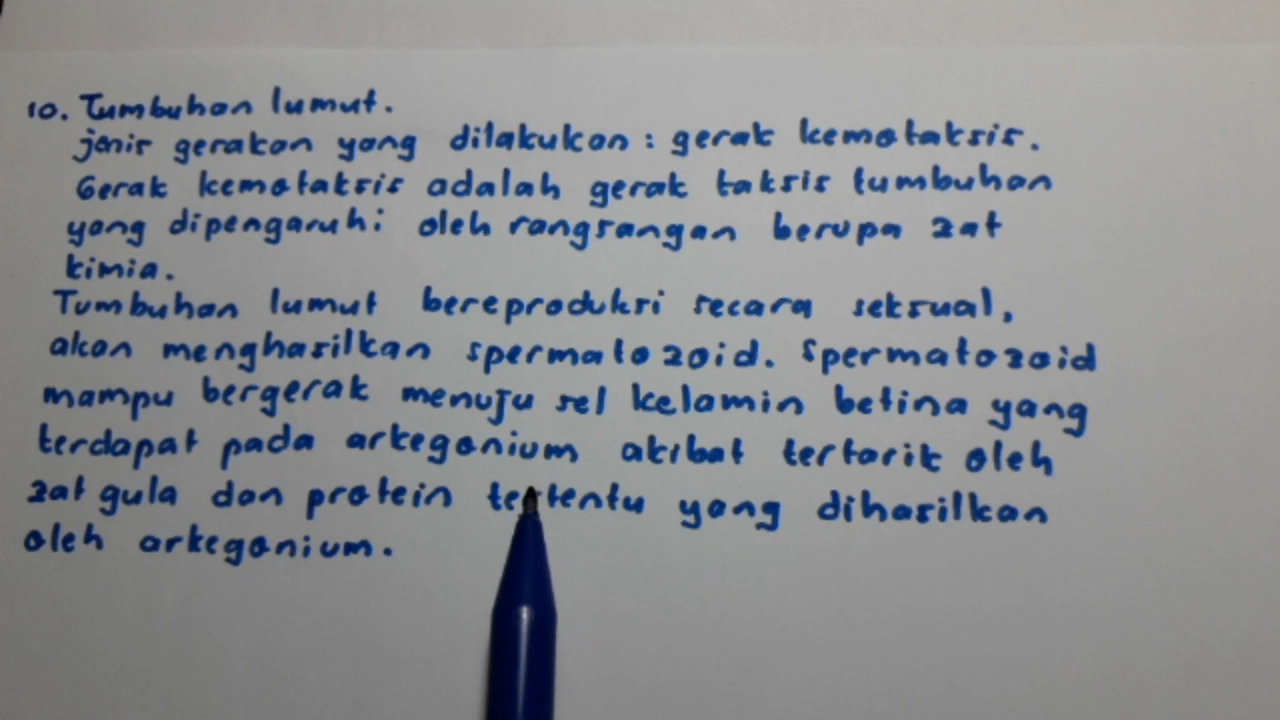 10. Tumbuhan lumut.
jenis gerakan yang dilakukan : gerak kemotaksis.
Gerak kemotaksis adalah gerak taksis tumbuhan
yang dipengaruhi oleh rangsangan berupa zat
kimia.
Tumbuhan lumut bereproduksi secara seksual,
akan menghasilkan spermatozoid. Spermatozoid
mampu bergerak menuju sel kelamin betina yang
terdapat pada arkegonium akibat tertarik oleh
zat gula dan protein tertentu yang dihasilkan
oleh arkegonium.